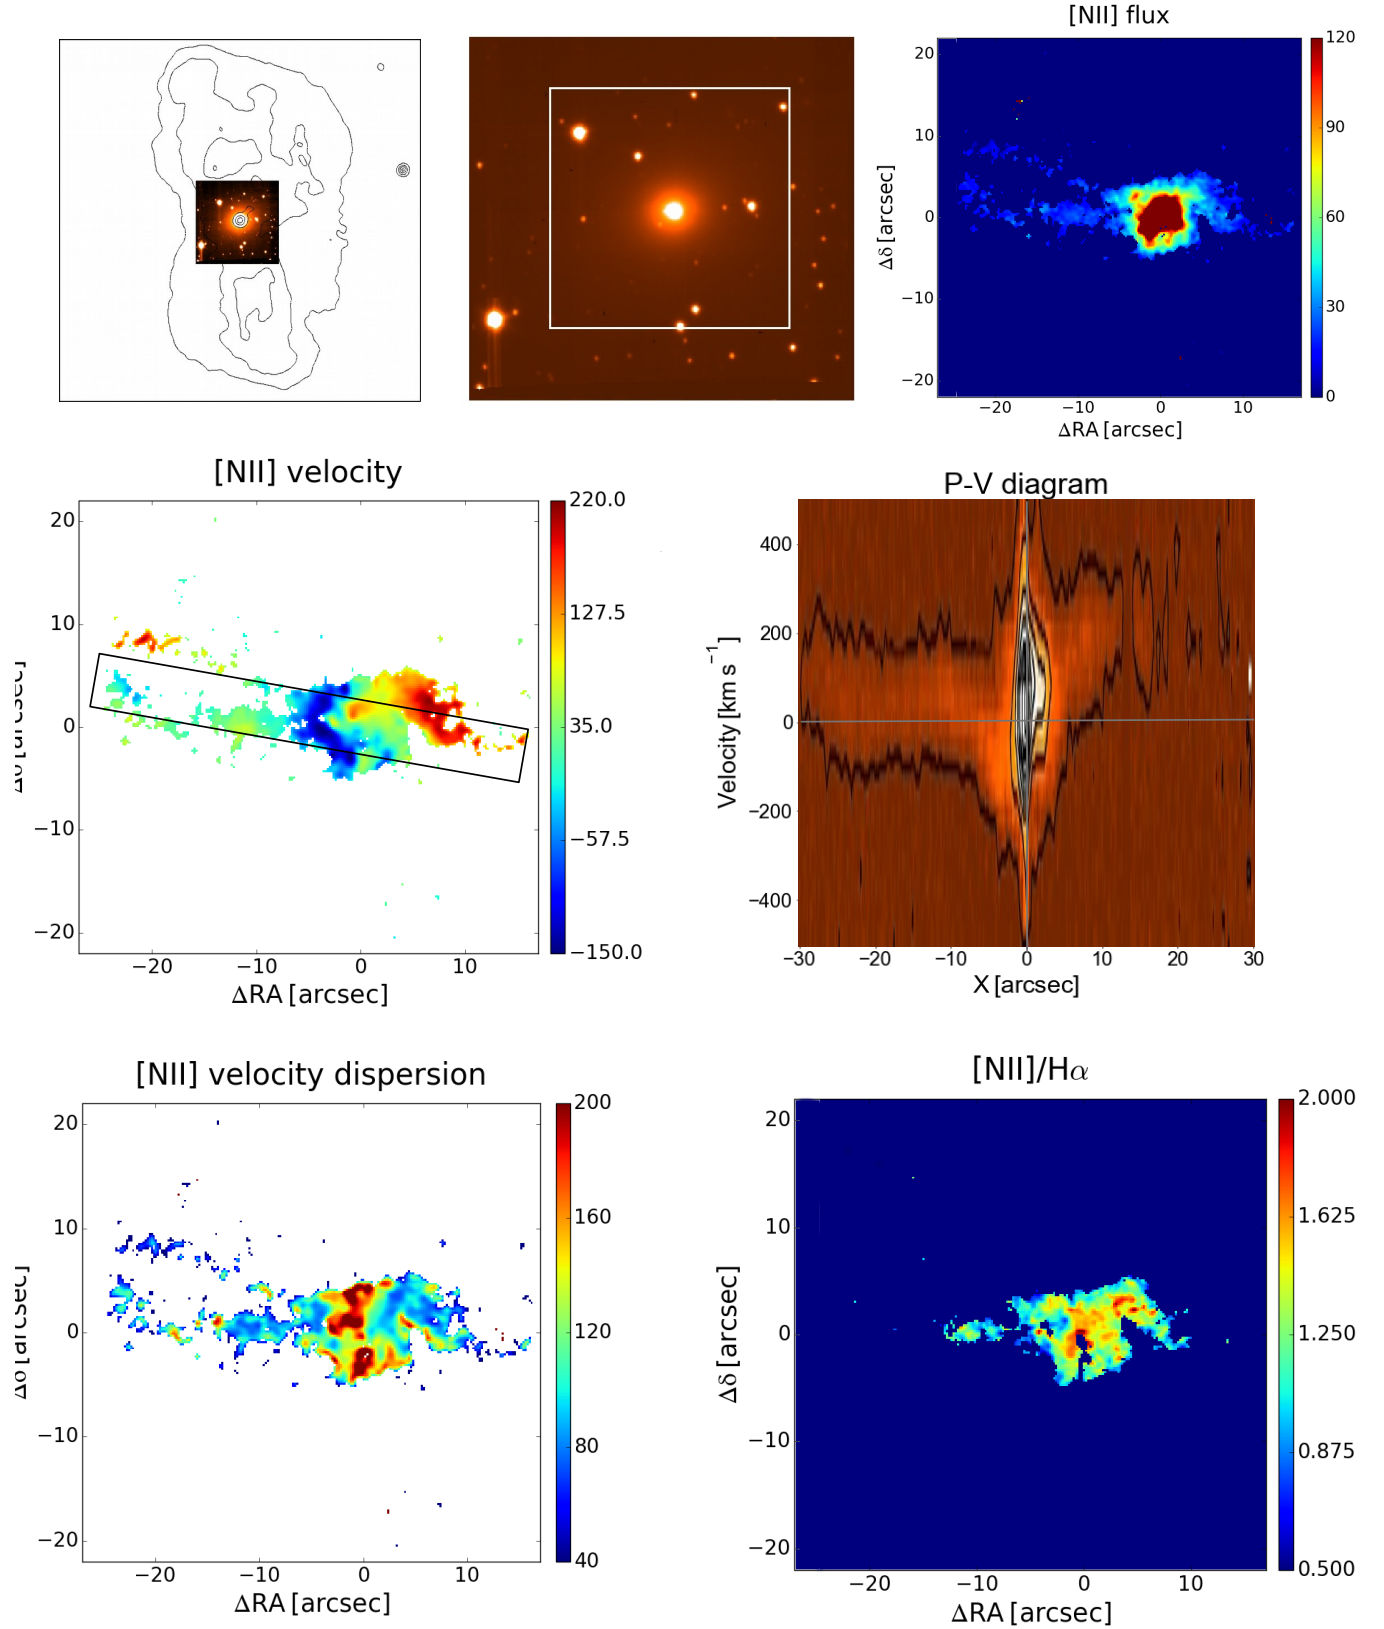 [NII] flux
20
10
0
−10
−20
Δδ [arcsec]
−20 −10 0 10
ΔRA [arcsec]
120
90
60
30
0
[NII] velocity
20
10
0
−10
−20
−20 −10 0 10
ΔRA [arcsec]
220.0
127.5
35.0
−57.5
−150.0
P-V diagram
400
200
0
−200
−400
Velocity [km s⁻¹]
−30 −20 −10 0 10 20 30
X [arcsec]
[NII] velocity dispersion
20
10
0
−10
−20
Δδ [arcsec]
−20 −10 0 10
ΔRA [arcsec]
200
160
120
80
40
[NII]/Hα
20
10
0
−10
−20
Δδ [arcsec]
−20 −10 0 10
ΔRA [arcsec]
2.000
1.625
1.250
0.875
0.500